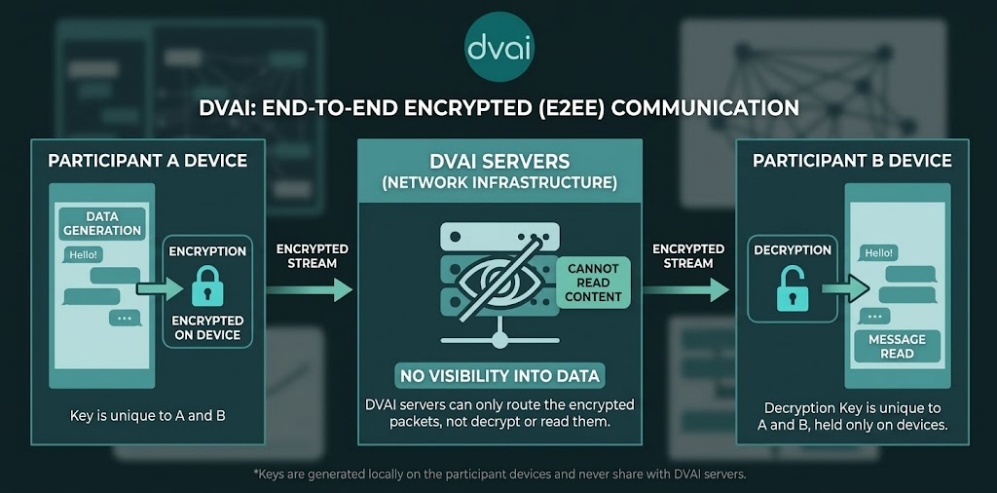 dvai
DVAI: END-TO-END ENCRYPTED (E2EE) COMMUNICATION
PARTICIPANT A DEVICE
DATA
GENERATION
Hello!
...
ENCRYPTION
ENCRYPTED
ON DEVICE
Key is unique to A and B
ENCRYPTED
STREAM
DVAI SERVERS
(NETWORK INFRASTRUCTURE)
CANNOT
READ
CONTENT
NO VISIBILITY INTO DATA
DVAI servers can only route the encrypted
packets, not decrypt or read them.
ENCRYPTED
STREAM
PARTICIPANT B DEVICE
DECRYPTION
Hello!
...
MESSAGE
READ
Decryption Key is unique to
A and B, held only on devices.
*Keys are generated locally on the participant devices and never share with DVAI servers.